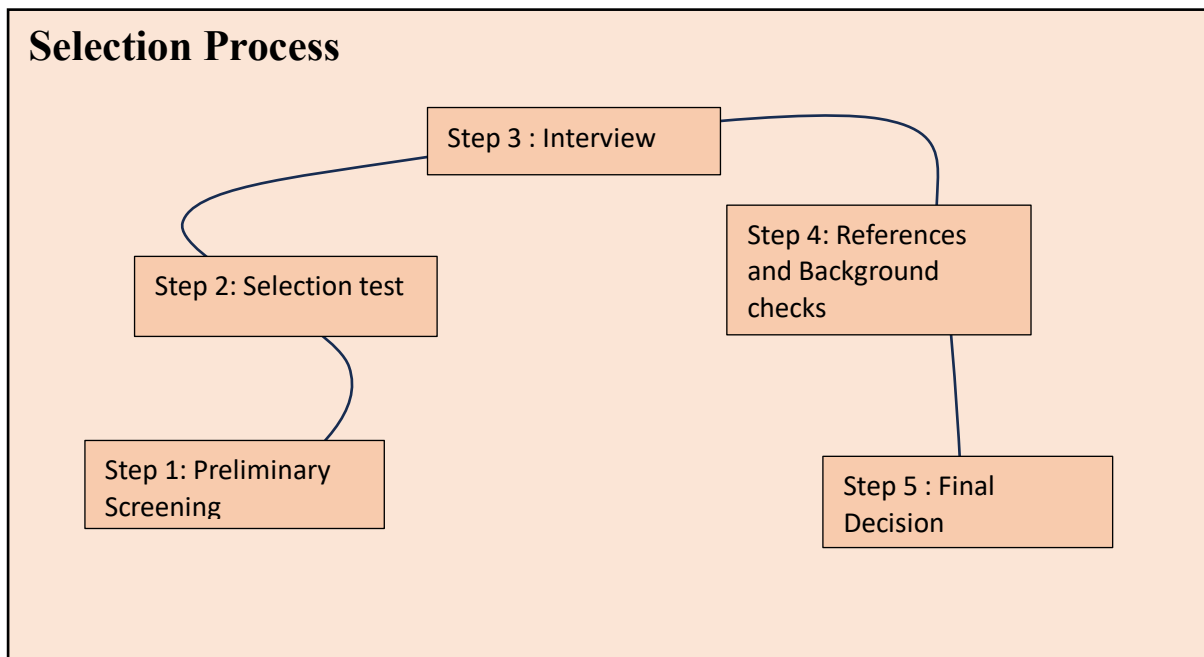 Selection Process
Step 3 : Interview
Step 4: References
and Background
checks
Step 2: Selection test
Step 1: Preliminary
Screening
Step 5 : Final
Decision